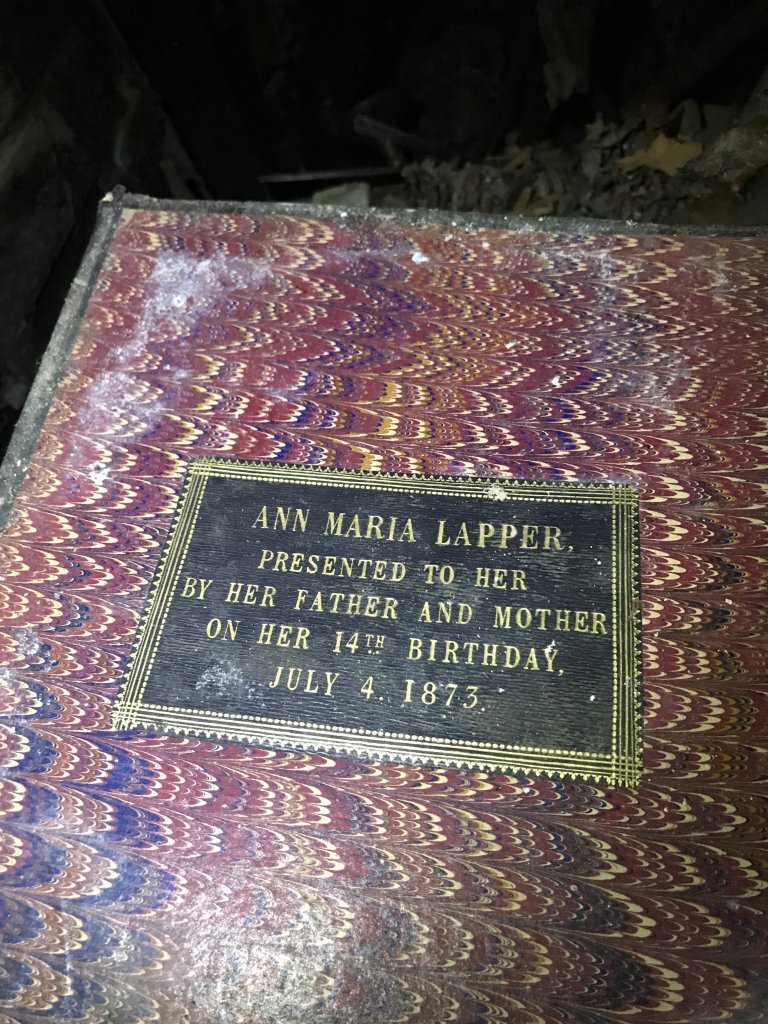 ANN MARIA LAPPER.
PRESENTED TO HER
BY HER FATHER AND MOTHER
ON HER 14TH BIRTHDAY,
JULY 4. 1873.